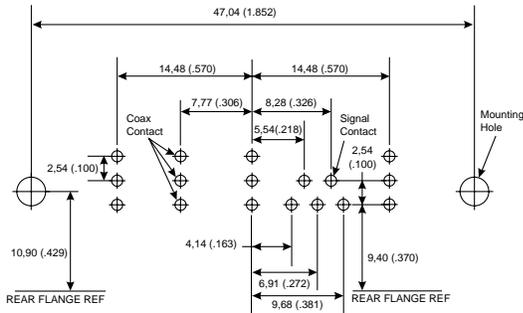 47,04 (1.852)
14,48 (.570)
14,48 (.570)
7,77 (.306)
8,28 (.326)
Coax
Contact
5,54(.218)
Signal
Contact
Mounting
Hole
2,54 (.100)
2,54
(.100)
10,90 (.429)
4,14 (.163)
9,40 (.370)
6,91 (.272)
REAR FLANGE REF
9,68 (.381)
REAR FLANGE REF